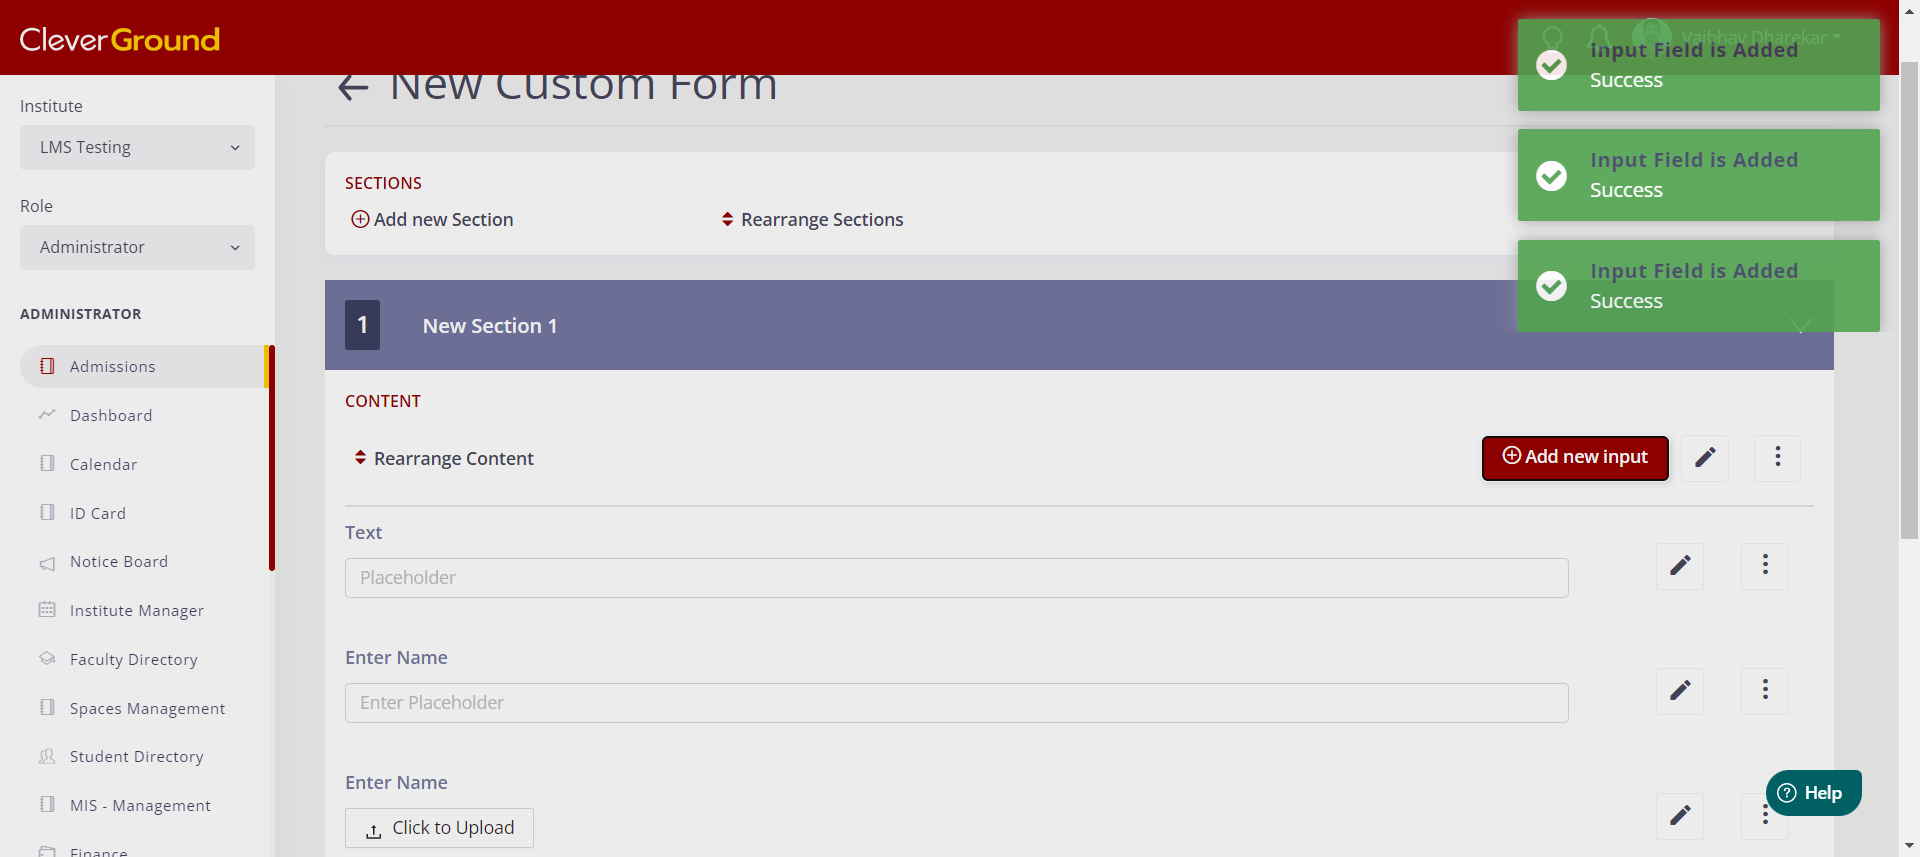 CleverGround
Vaibhav Dharekar
Institute
LMS Testing
Role
Administrator
ADMINISTRATOR
Admissions
Dashboard
Calendar
ID Card
Notice Board
Institute Manager
Faculty Directory
Spaces Management
Student Directory
MIS - Management
Finance
New Custom Form
SECTIONS
Add new Section
Rearrange Sections
1
New Section 1
CONTENT
Rearrange Content
Add new input
Text
Placeholder
Enter Name
Enter Placeholder
Enter Name
Click to Upload
Input Field is Added
Success
Input Field is Added
Success
Input Field is Added
Success
Help